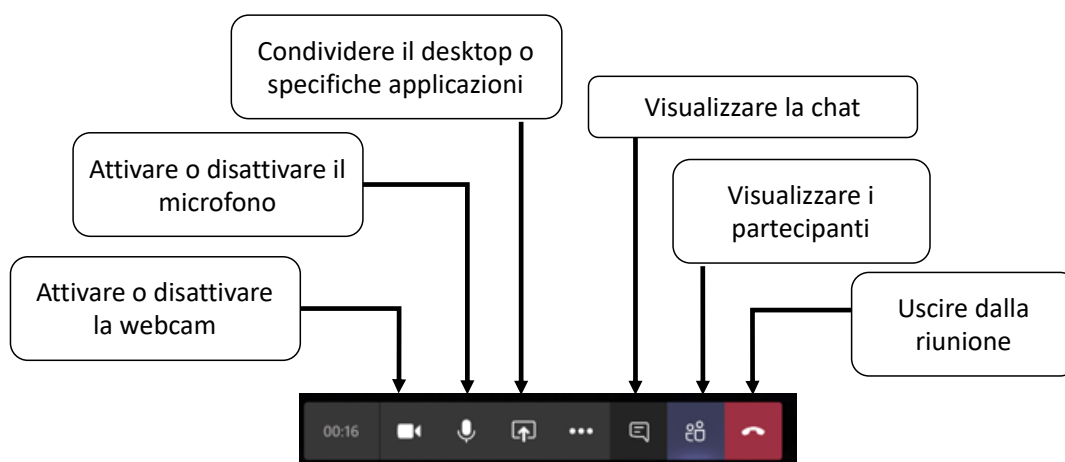 Condividere il desktop o
specifiche applicazioni
Visualizzare la chat
Attivare o disattivare il
microfono
Visualizzare i
partecipanti
Attivare o disattivare
la webcam
Uscire dalla
riunione
00:16